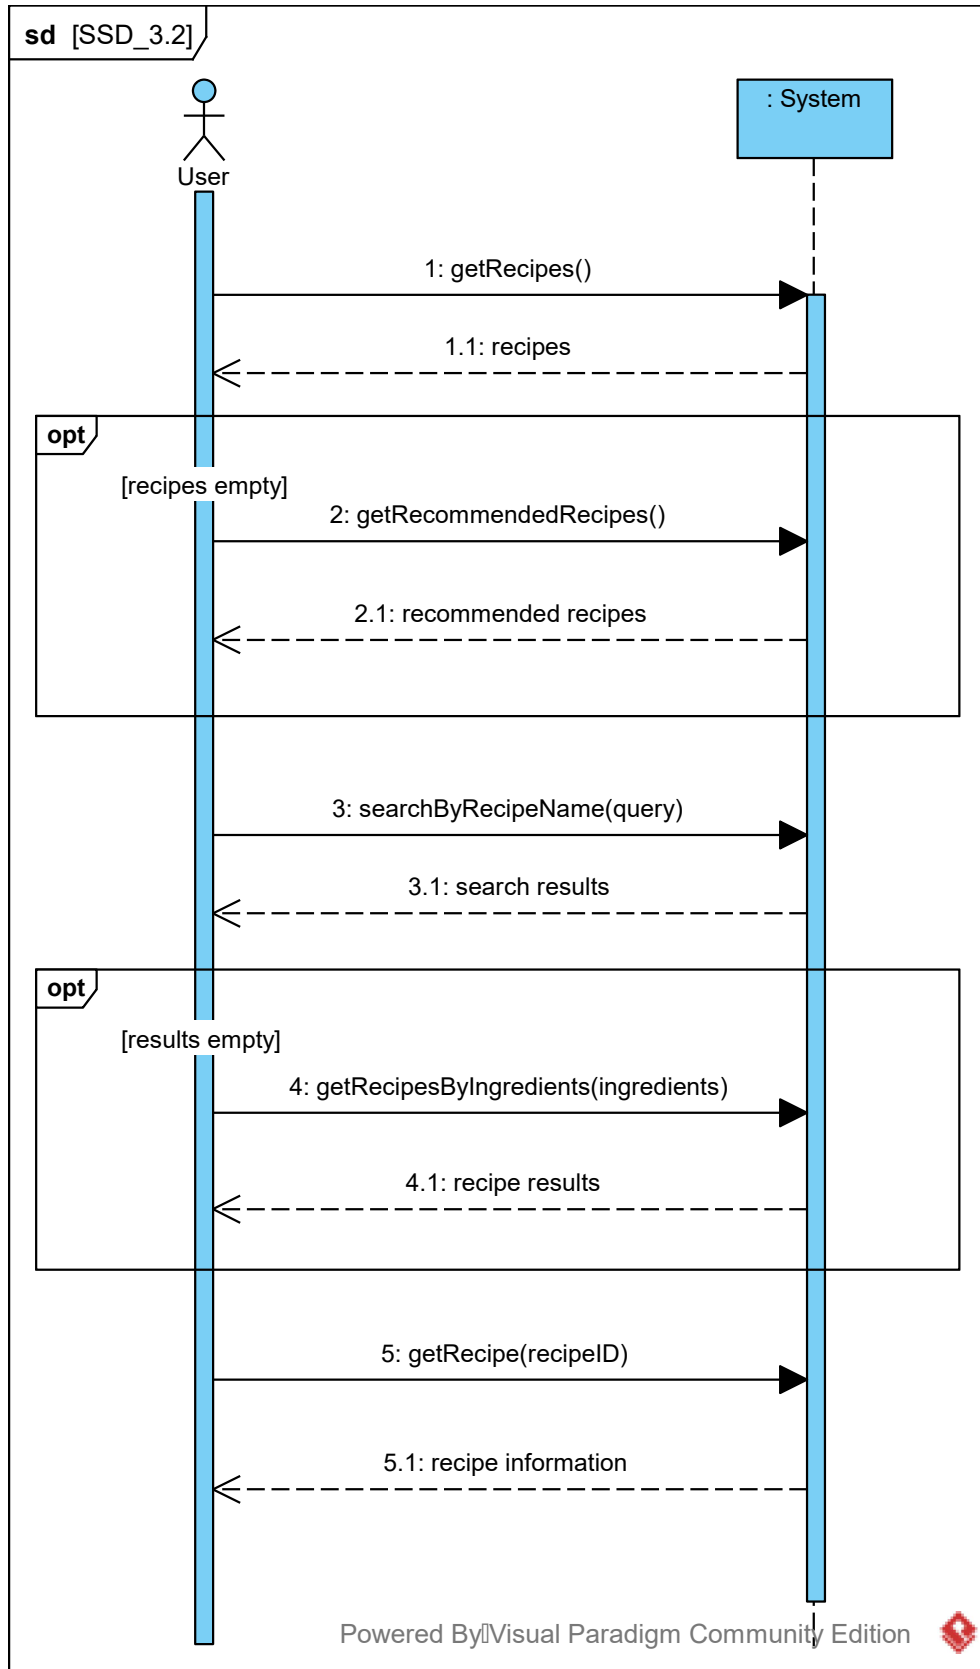 sd [SSD_3.2]
: System
User
1: getRecipes()
1.1: recipes
opt
[recipes empty]
2: getRecommendedRecipes()
2.1: recommended recipes
3: searchByRecipeName(query)
3.1: search results
opt
[results empty]
4: getRecipesByIngredients(ingredients)
4.1: recipe results
5: getRecipe(recipeID)
5.1: recipe information
Powered By Visual Paradigm Community Edition